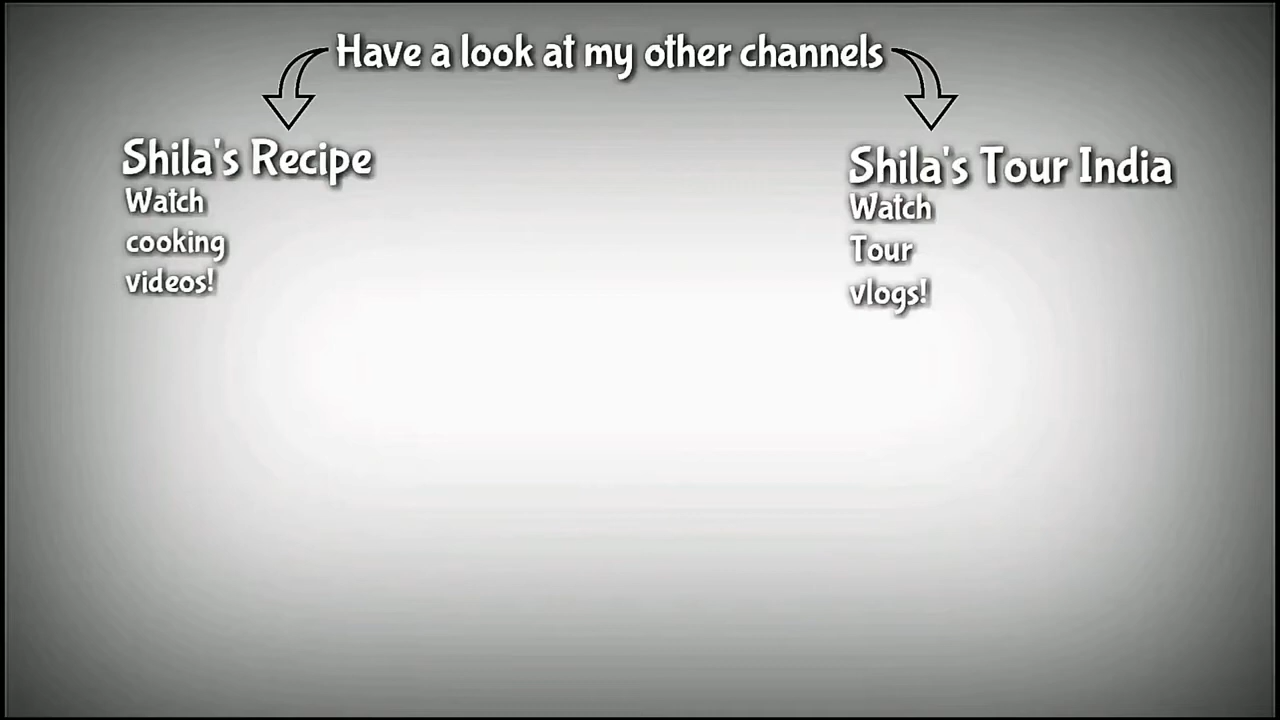 Have a look at my other channels
Shila's Recipe
Watch
cooking
videos!
Shila's Tour India
Watch
Tour
vlogs!